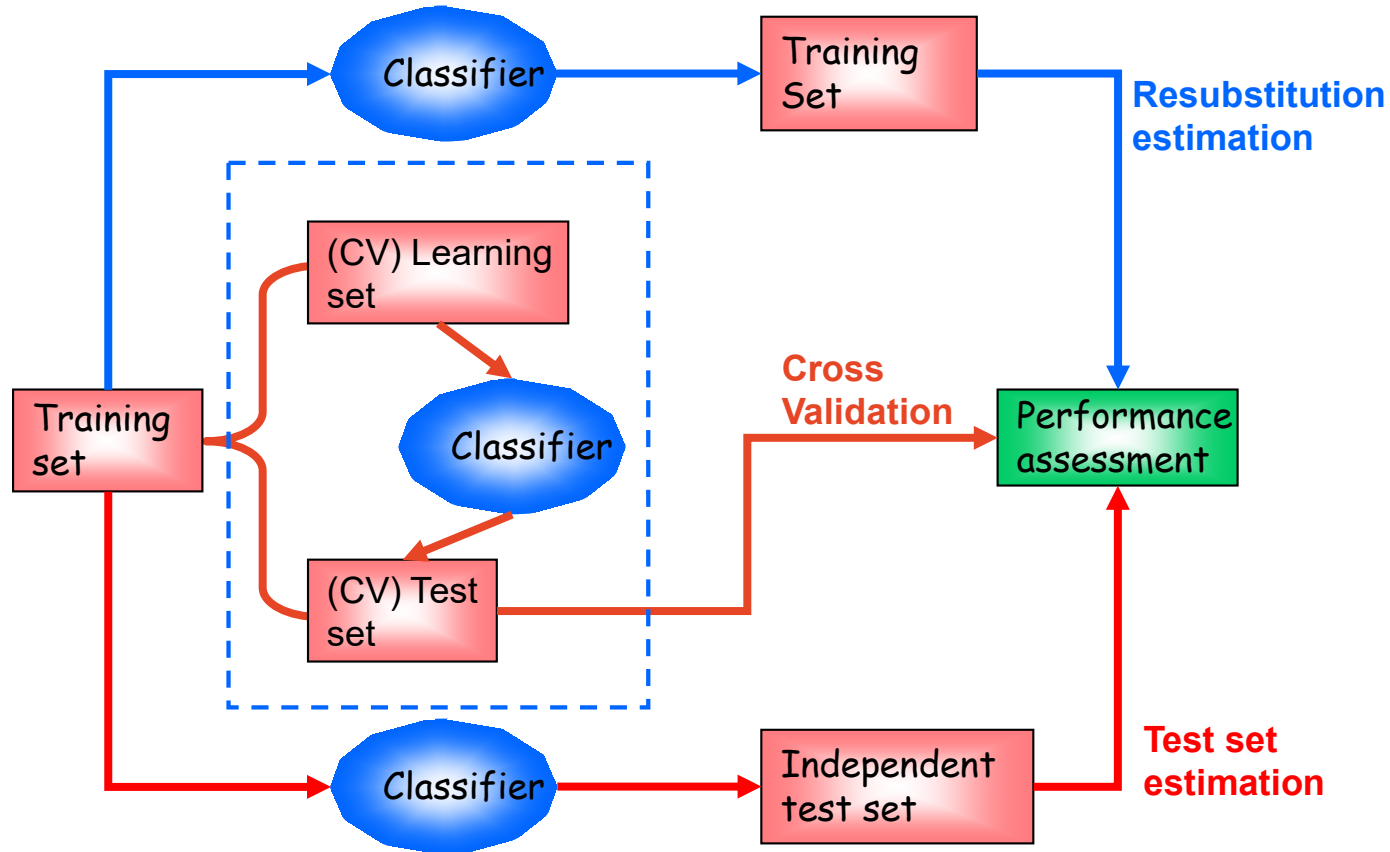 Classifier
Training
Set
Resubstitution
estimation
(CV) Learning
set
Cross
Validation
Training
set
Classifier
Performance
assessment
(CV) Test
set
Classifier
Independent
test set
Test set
estimation